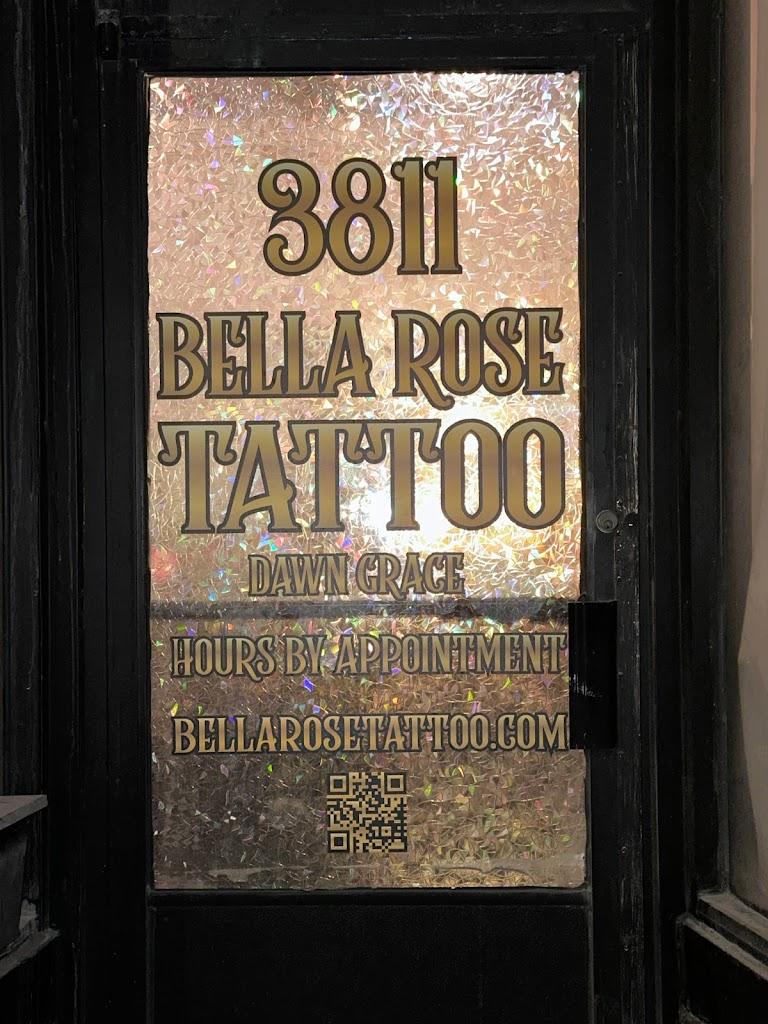 3811
BELLA ROSE
TATTOO
DAWN GRACE
HOURS BY APPOINTMENT
BELLAROSETATTOO.COM